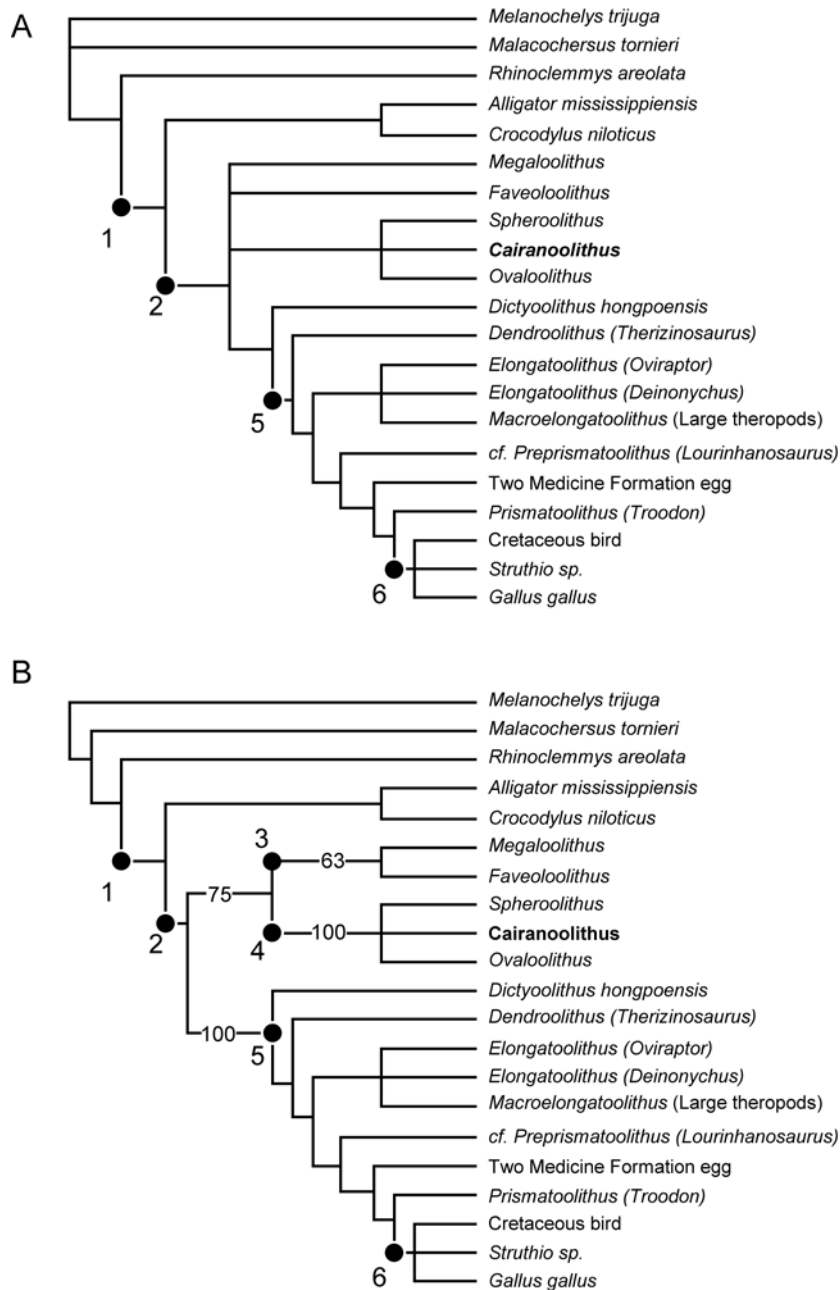 A
Melanochelys trijuga
Malacochersus tornieri
Rhinoclemmys areolata
Alligator mississippiensis
Crocodylus niloticus
Megaloolithus
Faveoloolithus
1
Spheroolithus
Cairanoolithus
Ovaloolithus
2
Dictyoolithus hongpoensis
Dendroolithus (Therizinosaurus)
Elongatoolithus (Oviraptor)
Elongatoolithus (Deinonychus)
5
Macroelongatoolithus (Large theropods)
cf. Preprismatoolithus (Lourinhanosaurus)
Two Medicine Formation egg
Prismatoolithus (Troodon)
Cretaceous bird
Struthio sp.
6
Gallus gallus
B
Melanochelys trijuga
Malacochersus tornieri
Rhinoclemmys areolata
Alligator mississippiensis
Crocodylus niloticus
3
Megaloolithus
63
1
75
Faveoloolithus
Spheroolithus
2
4
100
Cairanoolithus
Ovaloolithus
Dictyoolithus hongpoensis
100
5
Dendroolithus (Therizinosaurus)
Elongatoolithus (Oviraptor)
Elongatoolithus (Deinonychus)
Macroelongatoolithus (Large theropods)
cf. Preprismatoolithus (Lourinhanosaurus)
Two Medicine Formation egg
Prismatoolithus (Troodon)
Cretaceous bird
Struthio sp.
6
Gallus gallus